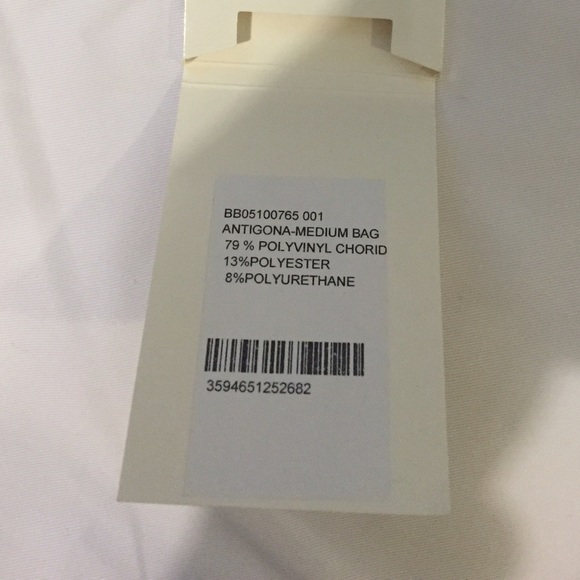 BB05100765 001
ANTIGONA-MEDIUM BAG
79 % POLYVINYL CHORID
13%POLYESTER
8%POLYURETHANE
3594651252682